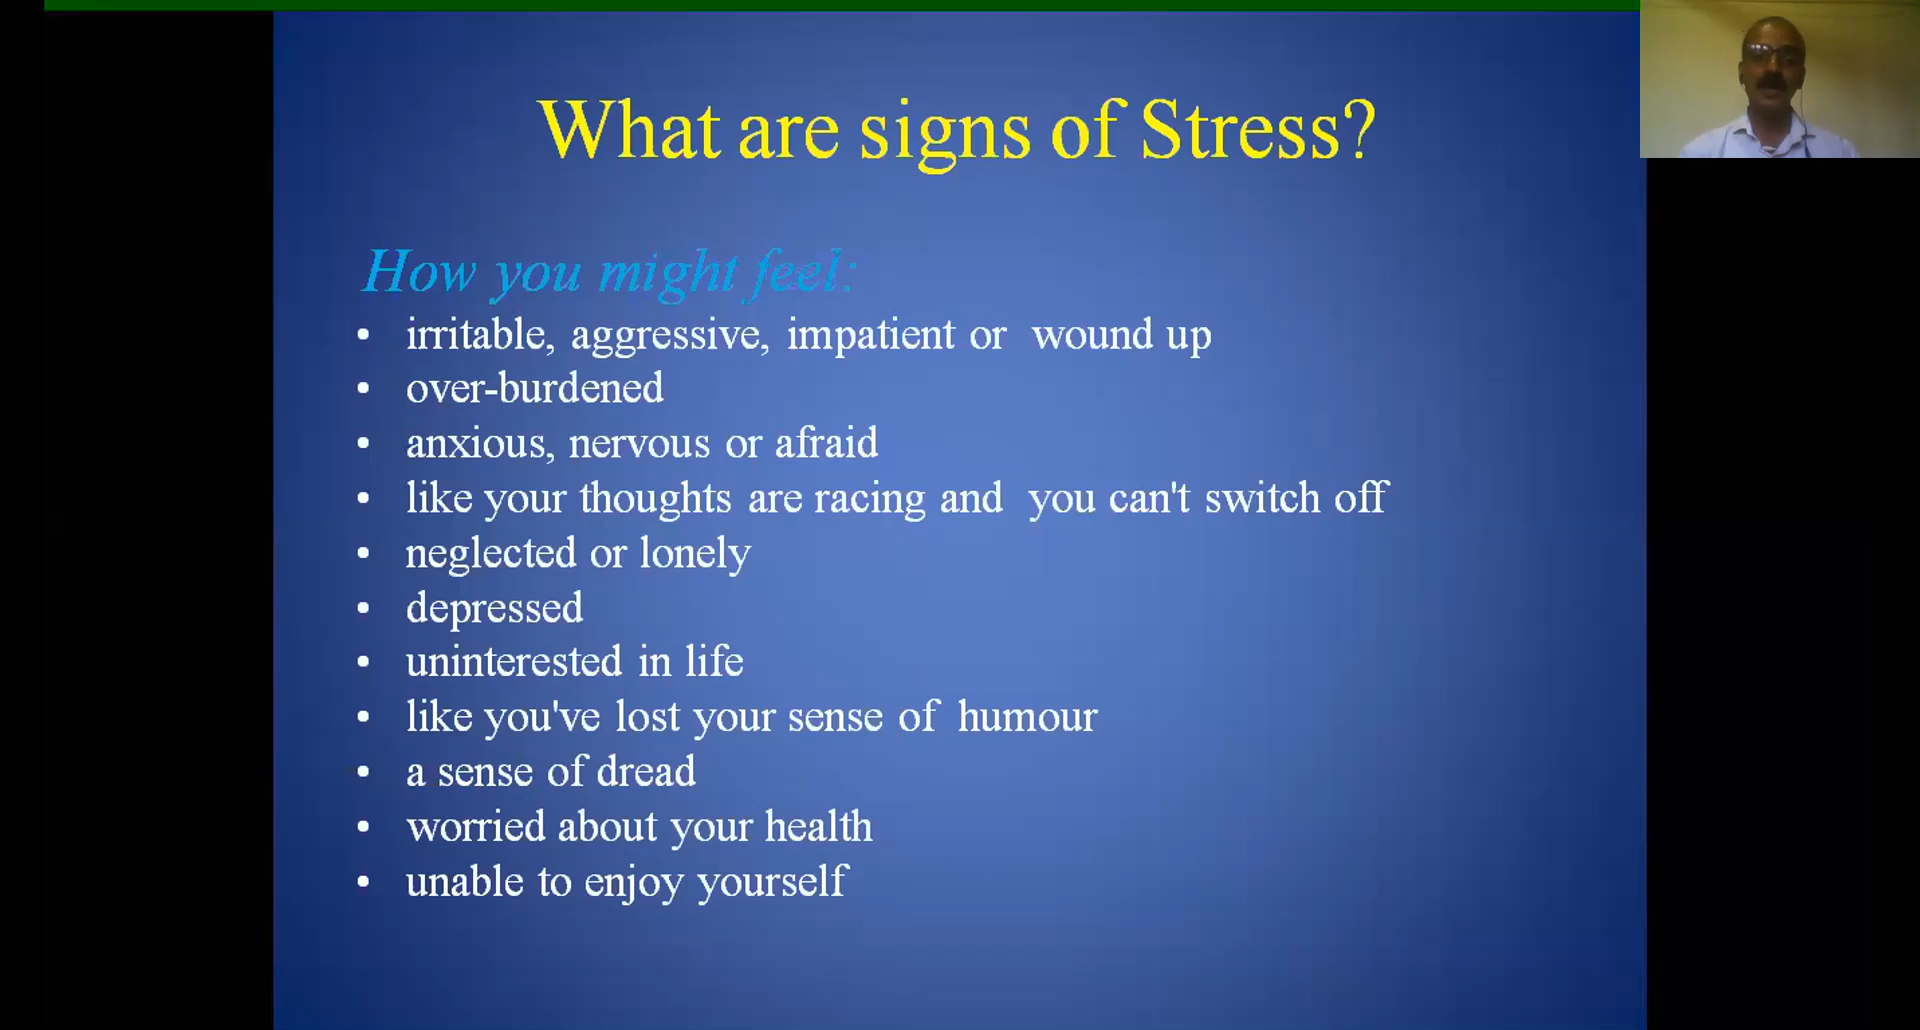 What are signs of Stress?
How you might feel:
• irritable, aggressive, impatient or wound up
• over-burdened
• anxious, nervous or afraid
• like your thoughts are racing and you can't switch off
• neglected or lonely
• depressed
• uninterested in life
• like you've lost your sense of humour
• a sense of dread
• worried about your health
• unable to enjoy yourself